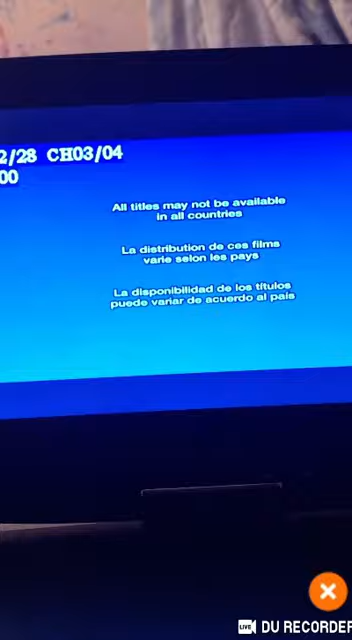 2/28 CH03/04
00
All titles may not be available
in all countries
La distribution de ces films
varie selon les pays
La disponibilidad de los títulos
puede variar de acuerdo al país
LIVE DU RECORDER